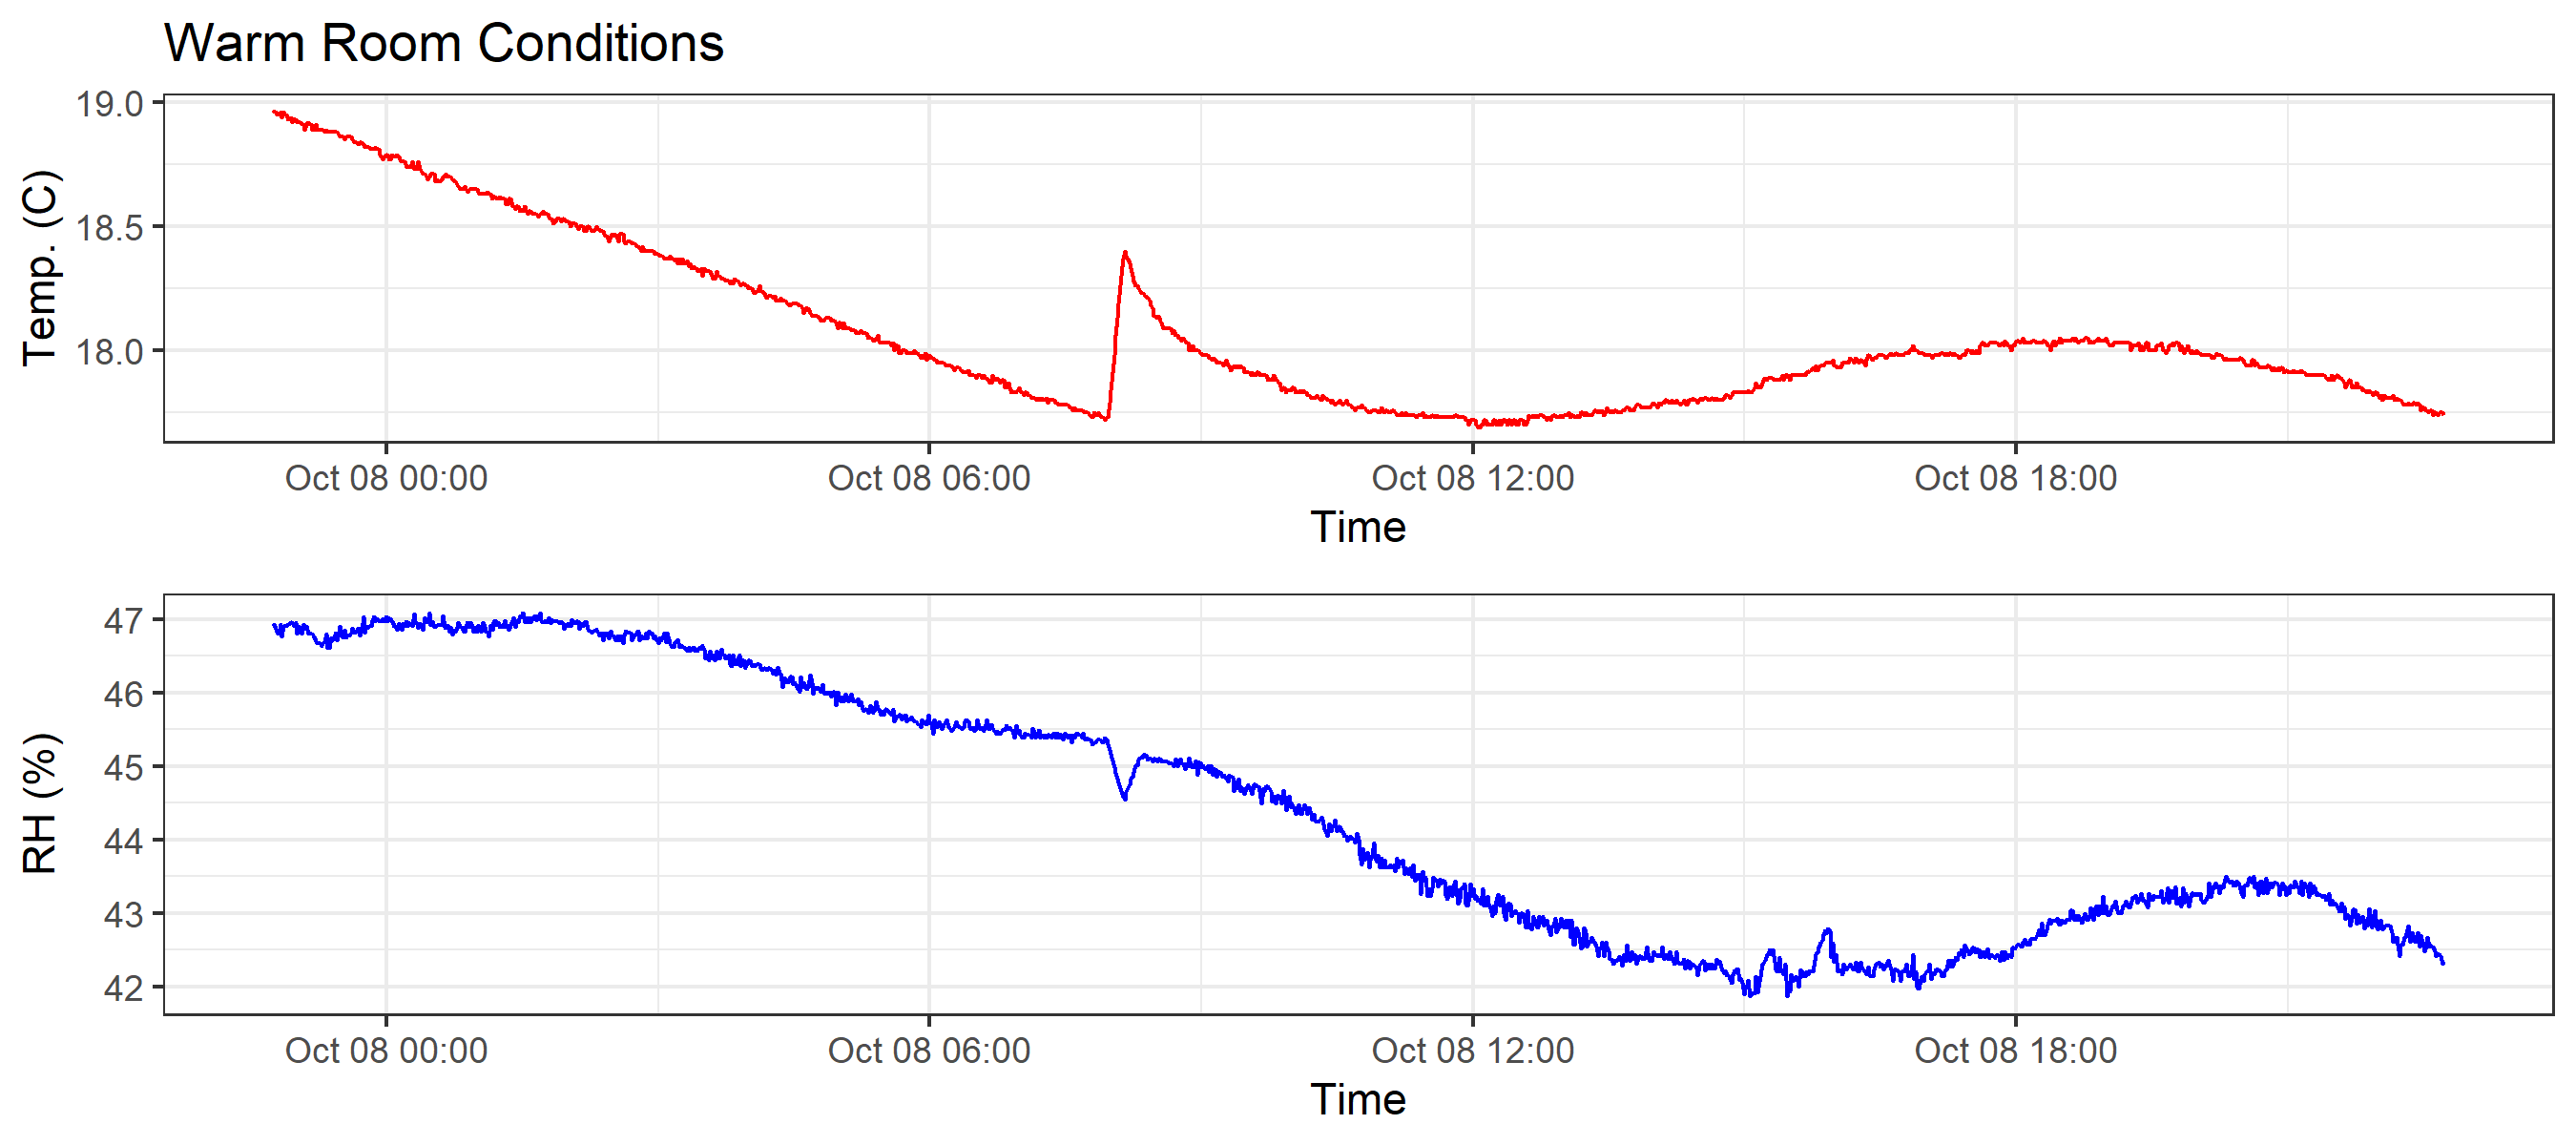 Warm Room Conditions
19.0
18.5
18.0
Temp. (C)
Oct 08 00:00 Oct 08 06:00 Oct 08 12:00 Oct 08 18:00
Time
47
46
45
44
43
42
RH (%)
Oct 08 00:00 Oct 08 06:00 Oct 08 12:00 Oct 08 18:00
Time